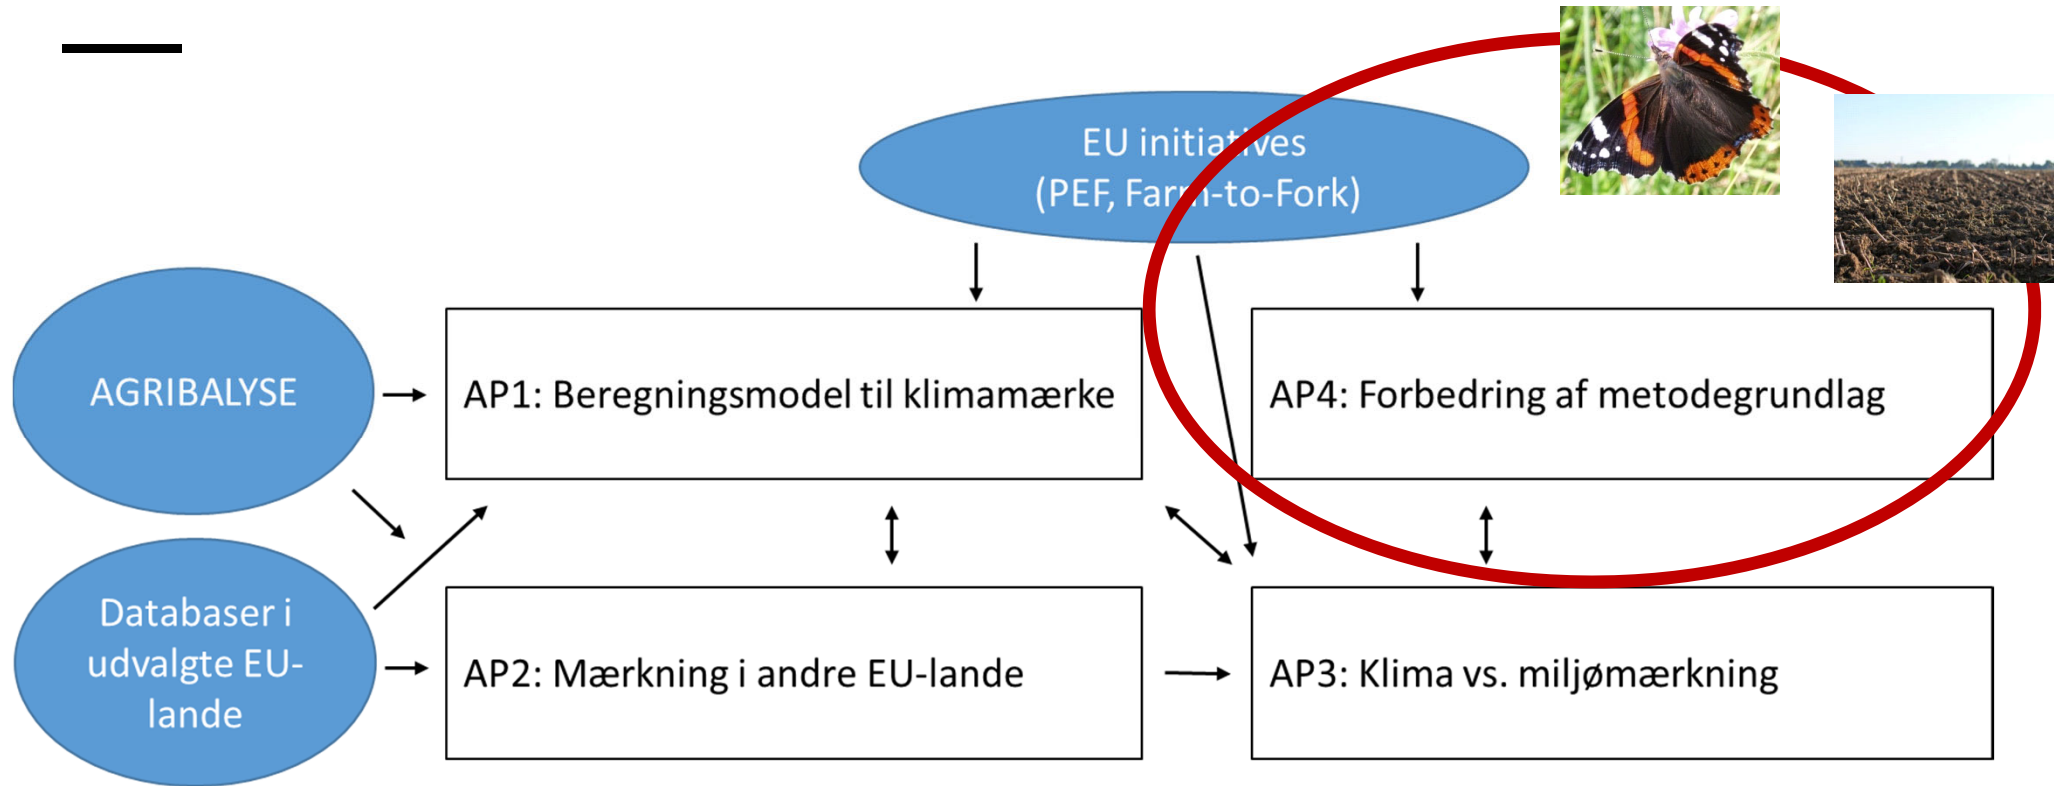 EU initiatives
(PEF, Farm-to-Fork)
AGRIBALYSE
AP1: Beregningsmodel til klimamærke
AP4: Forbedring af metodegrundlag
Databaser i
udvalgte EU-
lande
AP2: Mærkning i andre EU-lande
AP3: Klima vs. miljømærkning